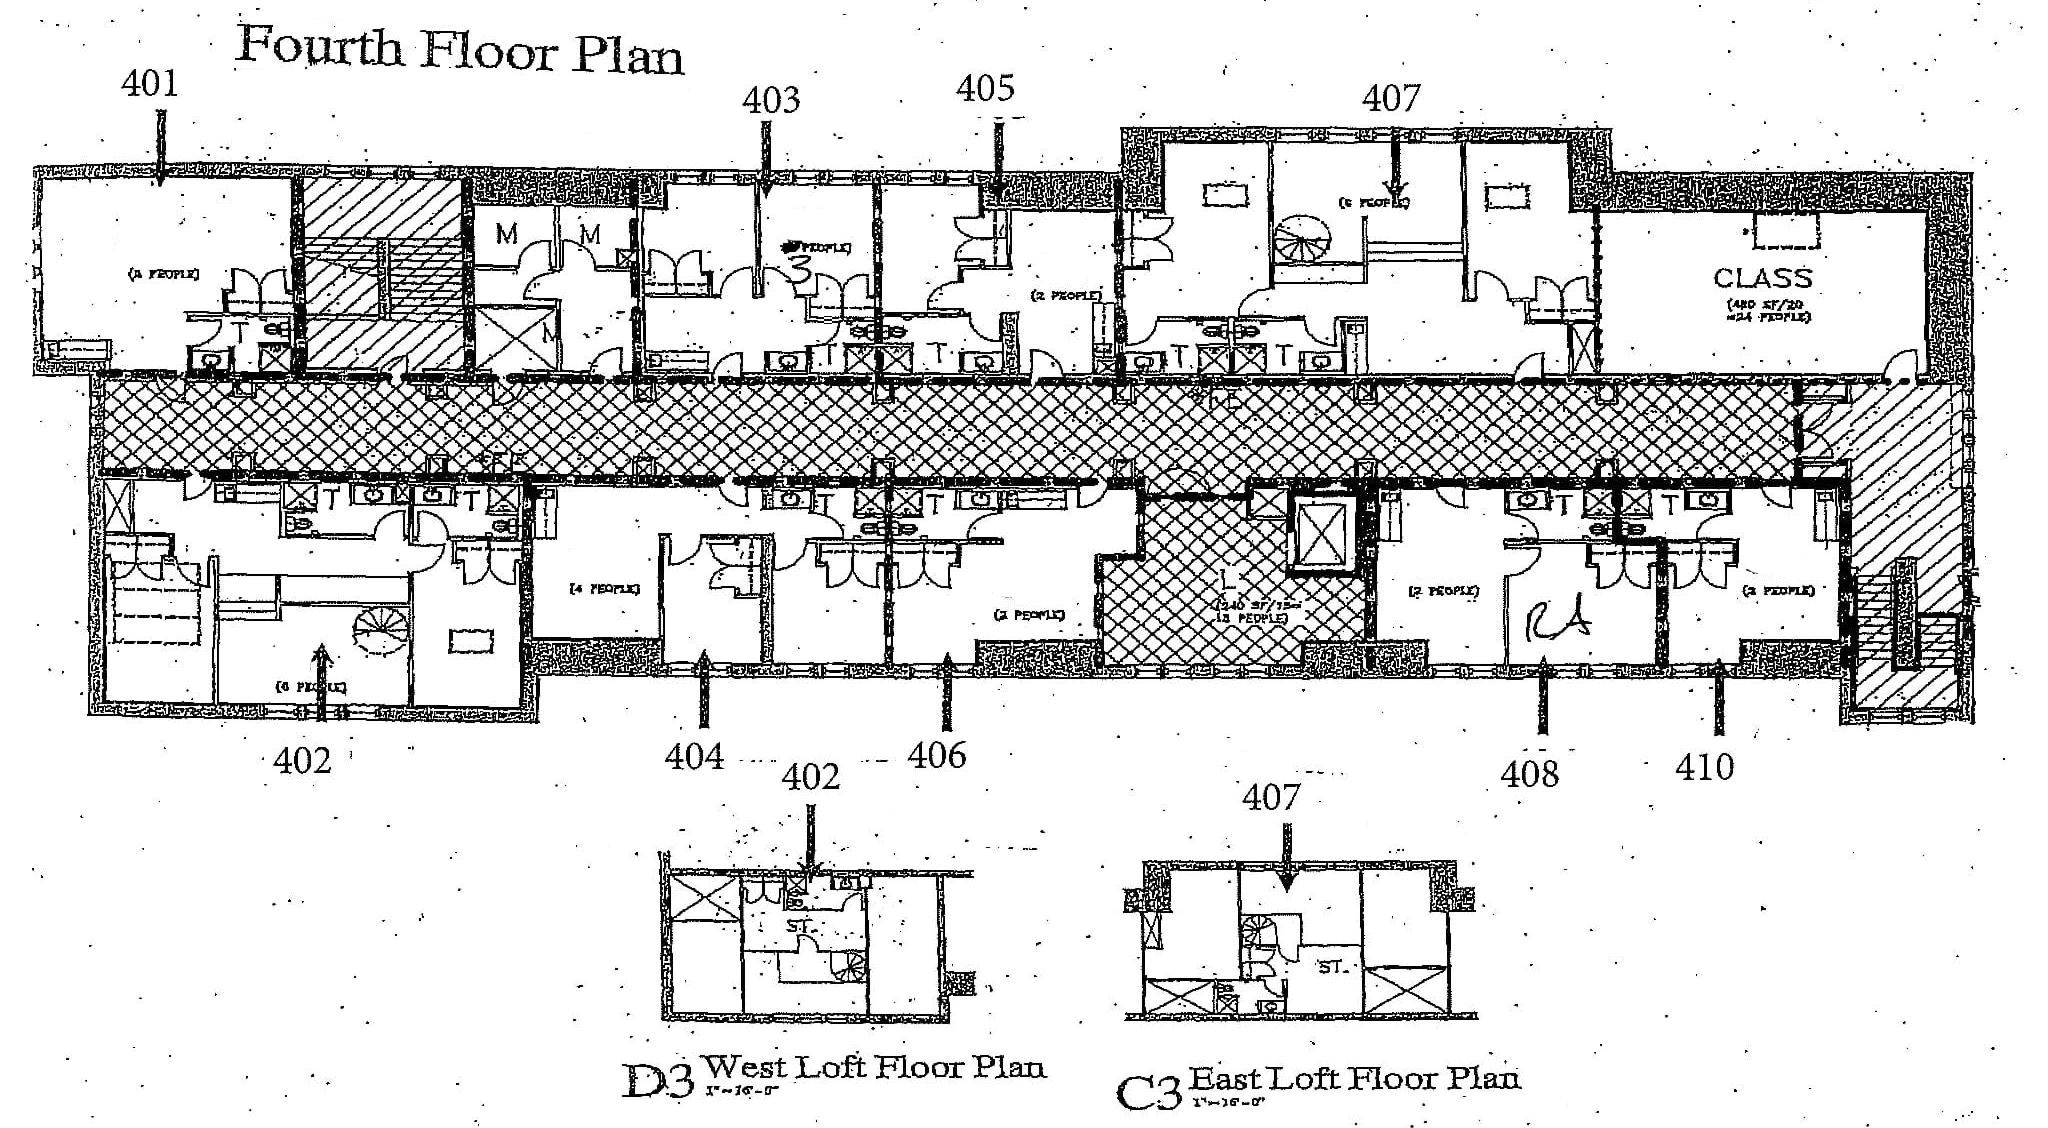 Fourth Floor Plan
401
403
405
407
M
M
(6 PEOPLE)
PEOPLE)
3
CLASS
(2 PEOPLE)
(2 PEOPLE)
(480 SF/20
=24 PEOPLE)
T
M
T
T
T
T
T
T
T
T
T
T
(4 PEOPLE)
(2 PEOPLE)
L
(240 SF/15=
PEOPLE)
(2 PEOPLE)
RA
(2 PEOPLE)
(6 PEOPLE)
402
404
406
408
410
402
407
ST.
ST.
D3 West Loft Floor Plan
1"=16'-0"
C3 East Loft Floor Plan
1"=16'-0"